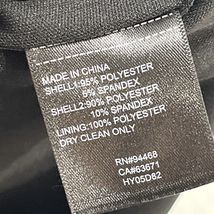 MADE IN CHINA
SHELL1:95% POLYESTER
5% SPANDEX
SHELL2:90% POLYESTER
10% SPANDEX
LINING:100% POLYESTER
DRY CLEAN ONLY
RN#94468
CA#63671
HY05D82